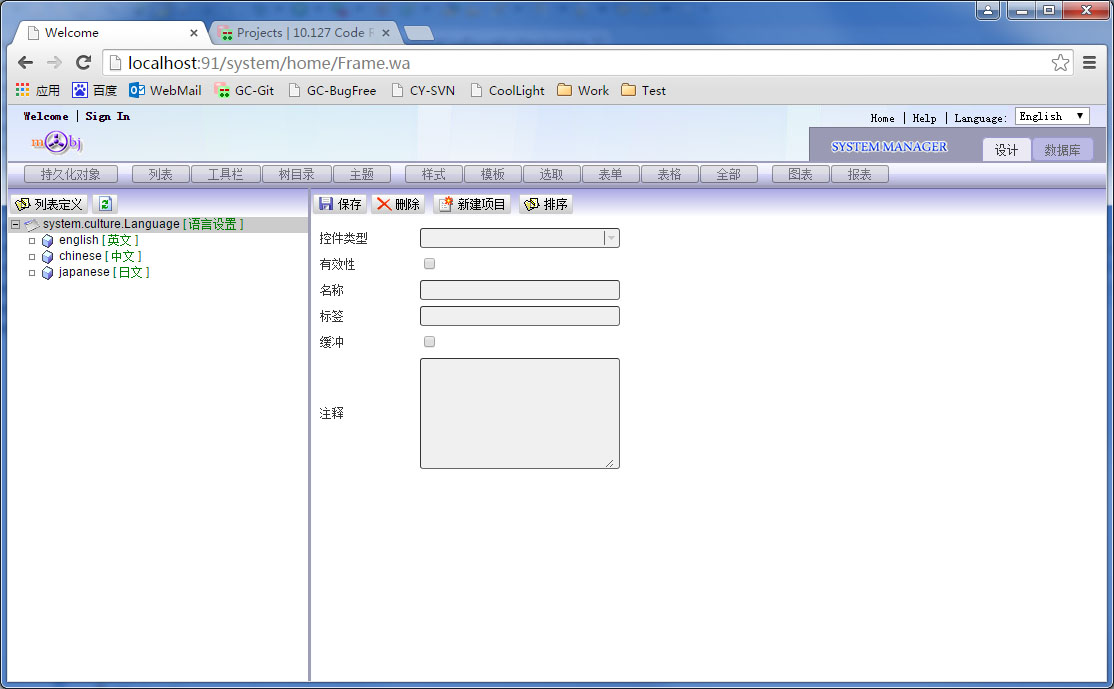 Welcome
Projects | 10.127 Code R
localhost:91/system/home/Frame.wa
应用 百度 WebMail GC-Git GC-BugFree CY-SVN CoolLight Work Test
Welcome | Sign In
Home | Help | Language: English
mObj
SYSTEM MANAGER 设计 数据库
持久化对象 列表 工具栏 树目录 主题 样式 模板 选取 表单 表格 全部 图表 报表
列表定义 保存 删除 新建项目 排序
system.culture.Language [ 语言设置 ]
english [ 英文 ]
chinese [ 中文 ]
japanese [ 日文 ]
控件类型
有效性
名称
标签
缓冲
注释